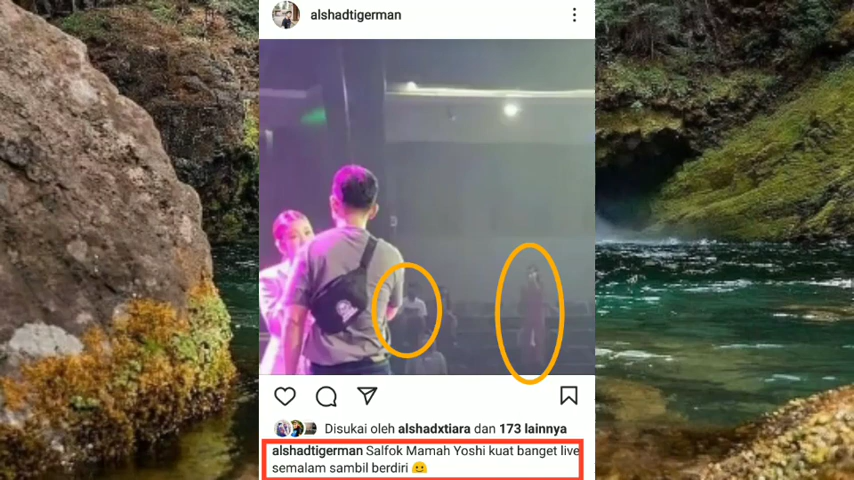 alshadtigerman
Disukai oleh alshadxtiara dan 173 lainnya
alshadtigerman Salfok Mamah Yoshi kuat banget live
semalam sambil berdiri 🙂